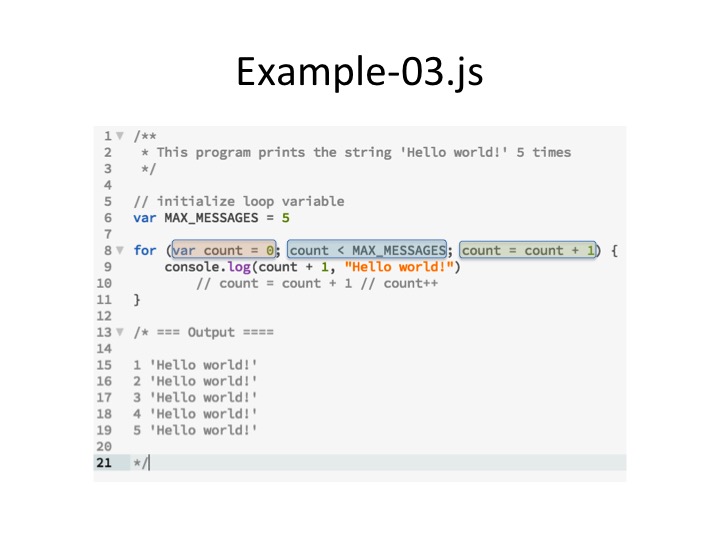 Example-03.js
1 /**
2  * This program prints the string 'Hello world!' 5 times
3  */
4
5 // initialize loop variable
6 var MAX_MESSAGES = 5
7
8 for (var count = 0; count < MAX_MESSAGES; count = count + 1) {
9     console.log(count + 1, "Hello world!")
10         // count = count + 1 // count++
11 }
12
13 /* === Output ====
14
15 1 'Hello world!'
16 2 'Hello world!'
17 3 'Hello world!'
18 4 'Hello world!'
19 5 'Hello world!'
20
21 */